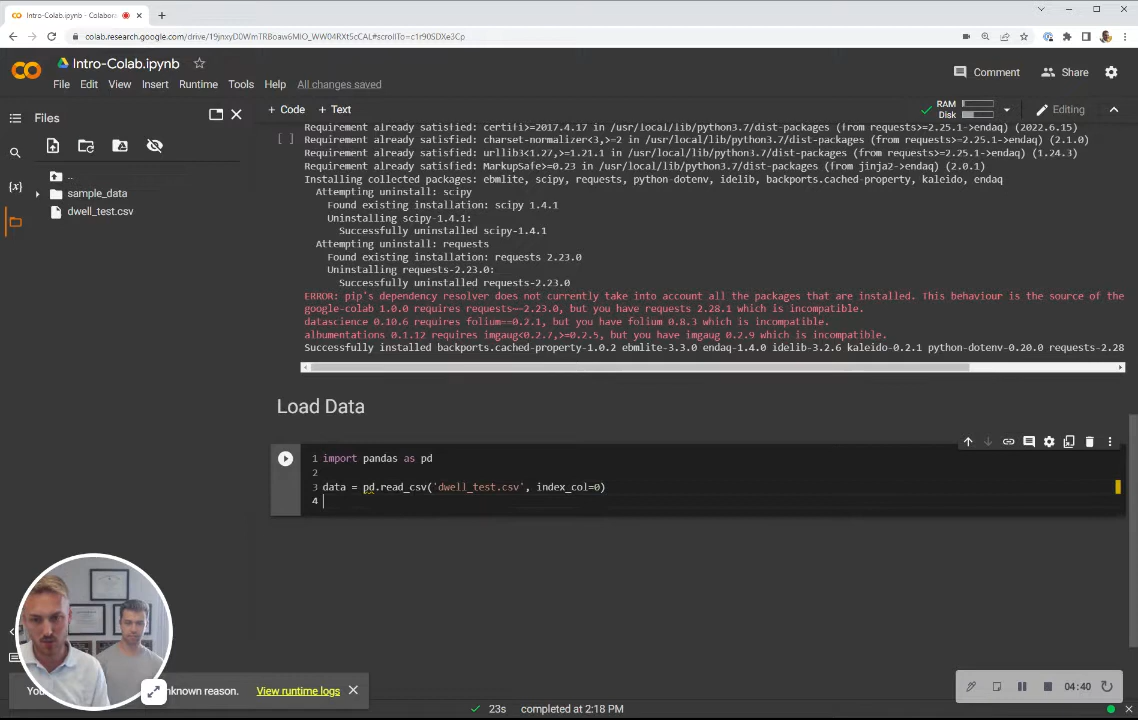 Intro-Colab.ipynb - Colabora
colab.research.google.com/drive/19jnxyD0WmTRBoaw6MlO_WW04RXt5cCAL#scrollTo=c1r90SDXe3Cp
Intro-Colab.ipynb
Comment
Share
File Edit View Insert Runtime Tools Help All changes saved
Files
+ Code + Text
RAM
Disk
Editing
..
sample_data
dwell_test.csv
Requirement already satisfied: certifi>=2017.4.17 in /usr/local/lib/python3.7/dist-packages (from requests>=2.25.1->endaq) (2022.6.15)
[ ] Requirement already satisfied: charset-normalizer<3,>=2 in /usr/local/lib/python3.7/dist-packages (from requests>=2.25.1->endaq) (2.1.0)
Requirement already satisfied: urllib3<1.27,>=1.21.1 in /usr/local/lib/python3.7/dist-packages (from requests>=2.25.1->endaq) (1.24.3)
Requirement already satisfied: MarkupSafe>=0.23 in /usr/local/lib/python3.7/dist-packages (from jinja2->endaq) (2.0.1)
Installing collected packages: ebmlite, scipy, requests, python-dotenv, idelib, backports.cached-property, kaleido, endaq
Attempting uninstall: scipy
Found existing installation: scipy 1.4.1
Uninstalling scipy-1.4.1:
Successfully uninstalled scipy-1.4.1
Attempting uninstall: requests
Found existing installation: requests 2.23.0
Uninstalling requests-2.23.0:
Successfully uninstalled requests-2.23.0
ERROR: pip's dependency resolver does not currently take into account all the packages that are installed. This behaviour is the source of the
google-colab 1.0.0 requires requests~=2.23.0, but you have requests 2.28.1 which is incompatible.
datascience 0.10.6 requires folium==0.2.1, but you have folium 0.8.3 which is incompatible.
albumentations 0.1.12 requires imgaug<0.2.7,>=0.2.5, but you have imgaug 0.2.9 which is incompatible.
Successfully installed backports.cached-property-1.0.2 ebmlite-3.3.0 endaq-1.4.0 idelib-3.2.6 kaleido-0.2.1 python-dotenv-0.20.0 requests-2.28
Load Data
1 import pandas as pd
2
3 data = pd.read_csv('dwell_test.csv', index_col=0)
4
You
nknown reason.
View runtime logs
04:40
23s completed at 2:18 PM